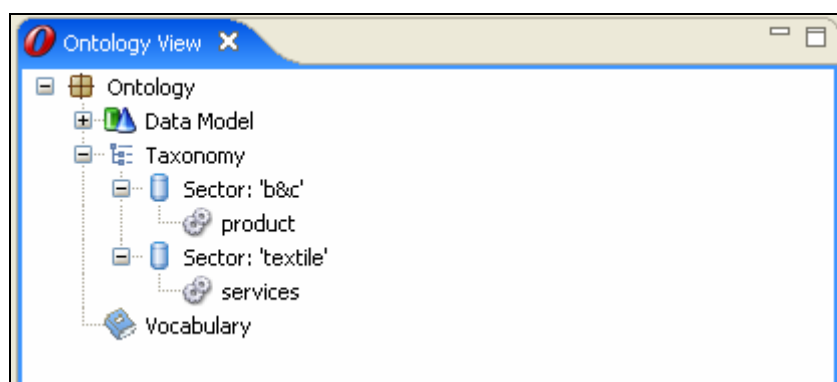 Ontology View
Ontology
Data Model
Taxonomy
Sector: 'b&c'
product
Sector: 'textile'
services
Vocabulary